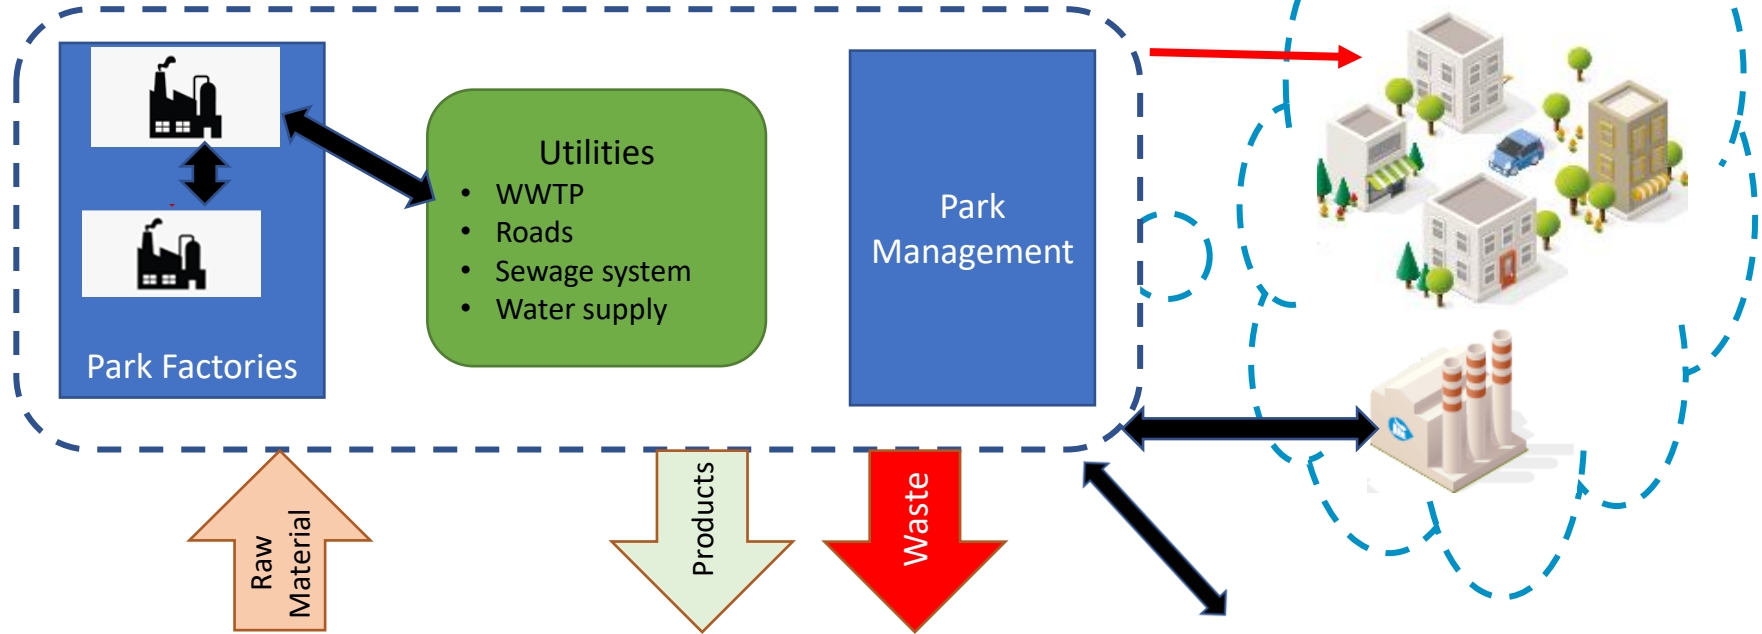 Park Factories
Utilities
• WWTP
• Roads
• Sewage system
• Water supply
Park
Management
Raw
Material
Products
Waste